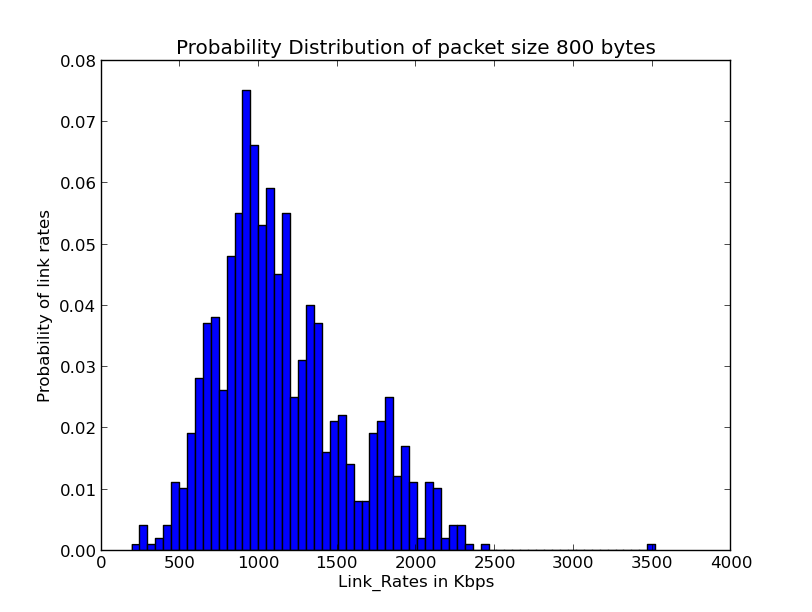 Probability Distribution of packet size 800 bytes
0.08
0.07
0.06
0.05
0.04
0.03
0.02
0.01
0.00
Probability of link rates
0 500 1000 1500 2000 2500 3000 3500 4000
Link_Rates in Kbps